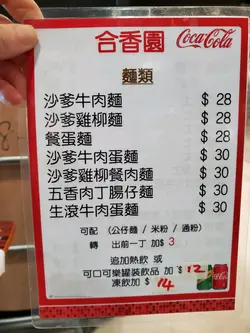 合香園 Coca-Cola
麵類
沙爹牛肉麵 $ 28
沙爹雞柳麵 $ 28
餐蛋麵 $ 28
沙爹牛肉蛋麵 $ 30
沙爹雞柳餐肉麵 $ 30
五香肉丁腸仔麵 $ 30
生滾牛肉蛋麵 $ 30
可配 （公仔麵 / 米粉 / 通粉）
轉 出前一丁 加$ 3
追加熱飲 或
可口可樂罐裝飲品 加 $ 12
凍飲加 $ 14